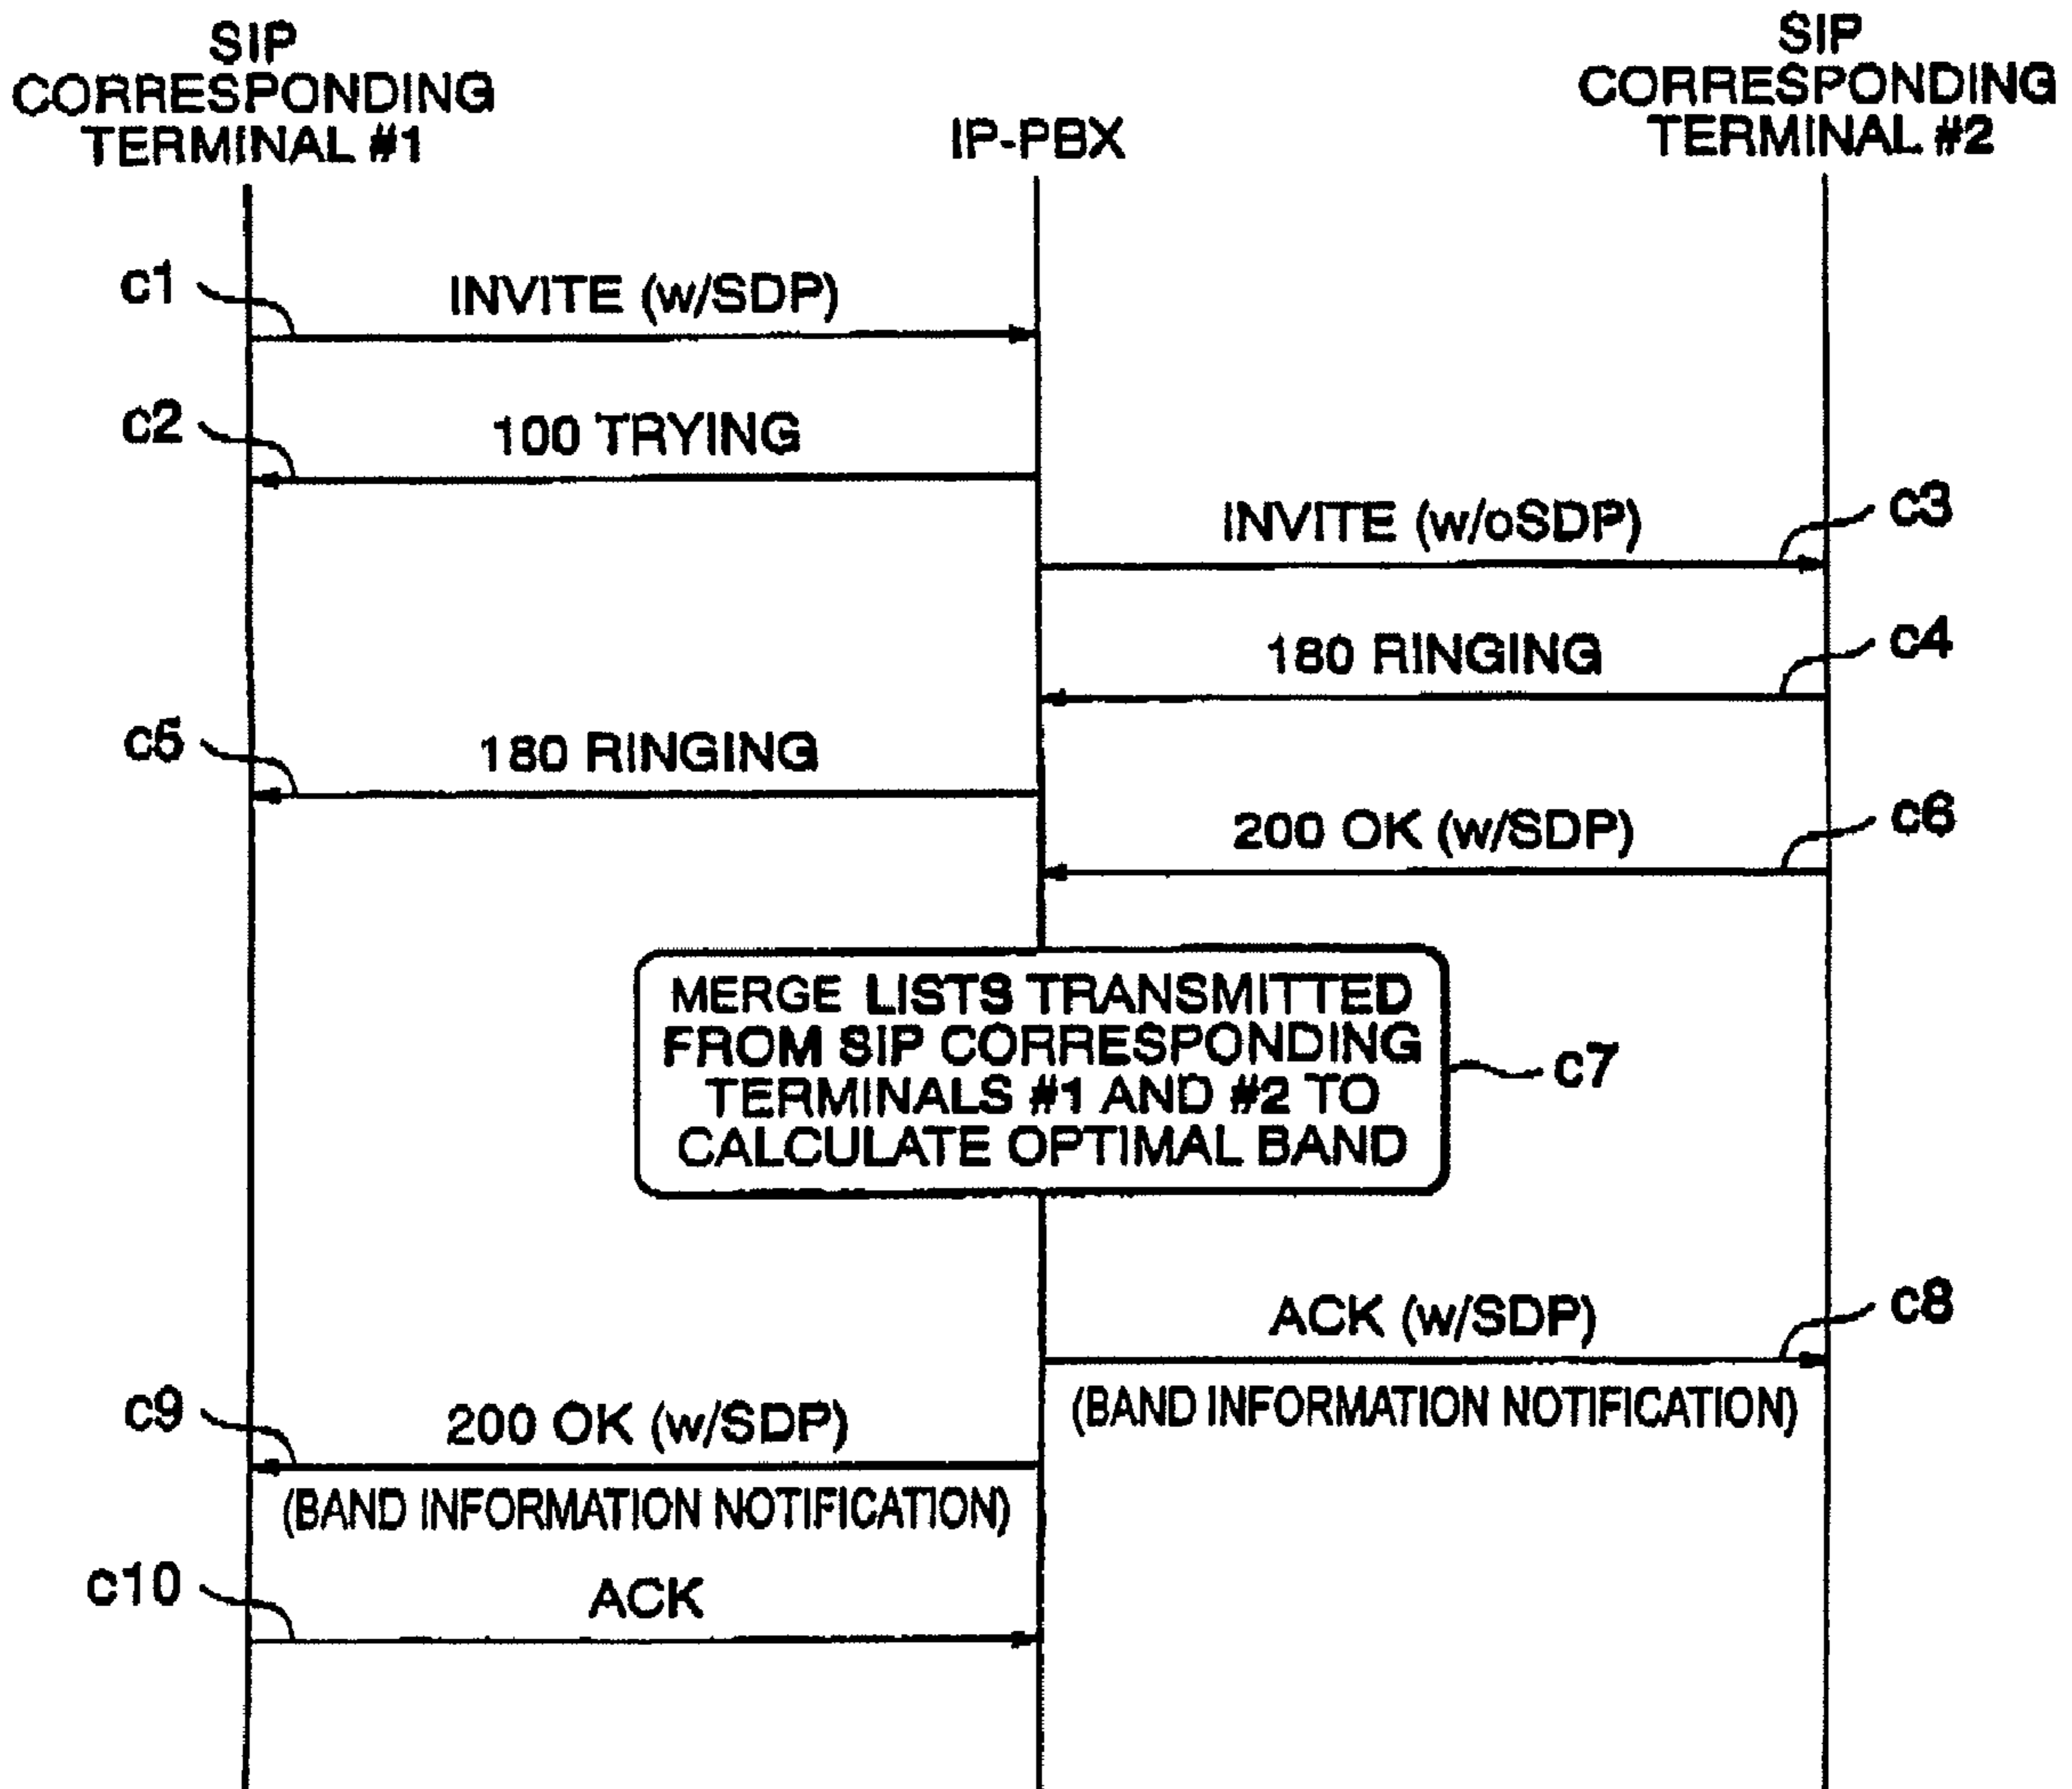 SIP
CORRESPONDING
TERMINAL #1
IP-PBX
SIP
CORRESPONDING
TERMINAL #2
c1
INVITE (w/SDP)
c2
100 TRYING
INVITE (w/oSDP)
c3
180 RINGING
c4
c5
180 RINGING
200 OK (w/SDP)
c6
MERGE LISTS TRANSMITTED
FROM SIP CORRESPONDING
TERMINALS #1 AND #2 TO
CALCULATE OPTIMAL BAND
c7
ACK (w/SDP)
c8
(BAND INFORMATION NOTIFICATION)
c9
200 OK (w/SDP)
(BAND INFORMATION NOTIFICATION)
c10
ACK